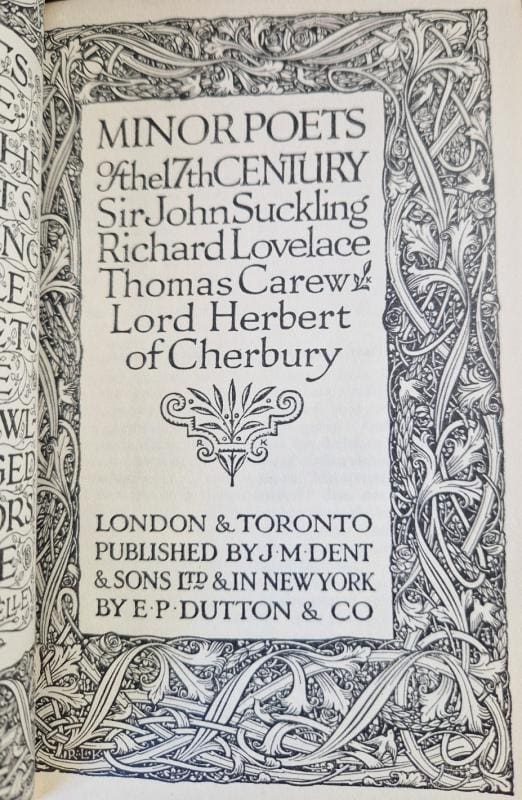 MINOR POETS
of the 17th CENTURY
Sir John Suckling
Richard Lovelace
Thomas Carew
Lord Herbert
of Cherbury
R K
LONDON & TORONTO
PUBLISHED BY J·M·DENT
& SONS LTD & IN NEW YORK
BY E·P·DUTTON & CO
R·L·K